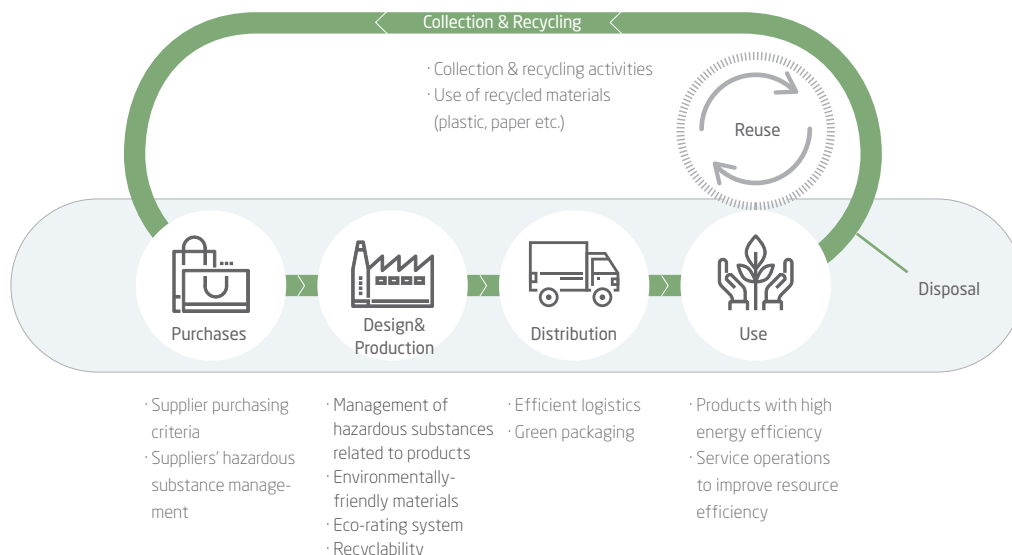 Collection & Recycling
· Collection & recycling activities
· Use of recycled materials
(plastic, paper etc.)
Reuse
Purchases
Design&
Production
Distribution
Use
Disposal
· Supplier purchasing
criteria
· Suppliers' hazardous
substance manage-
ment
· Management of
hazardous substances
related to products
· Environmentally-
friendly materials
· Eco-rating system
· Recyclability
· Efficient logistics
· Green packaging
· Products with high
energy efficiency
· Service operations
to improve resource
efficiency